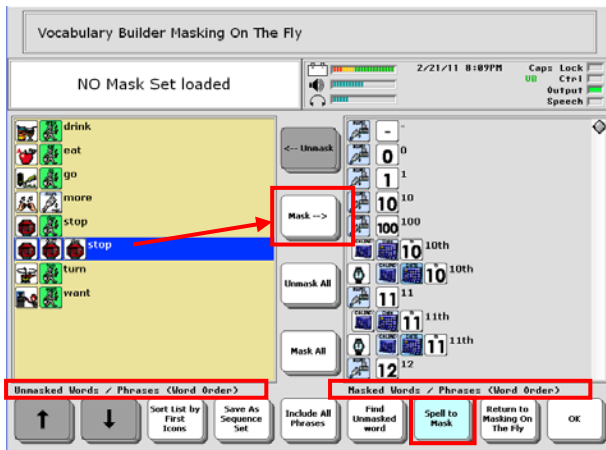 Vocabulary Builder Masking On The Fly
NO Mask Set loaded
2/21/11 8:09PM
Caps Lock
VB Ctrl
Output
Speech
drink
eat
go
more
stop
stop
turn
want
<-- Unmask
Mask -->
Unmask All
Mask All
- -
0 0
1 1
10 10
100 100
10 10th
10 10th
11 11
11 11th
11 11th
12 12
Unmasked Words / Phrases (Word Order)
Masked Words / Phrases (Word Order)
Sort List by First Icons
Save As Sequence Set
Include All Phrases
Find Unmasked word
Spell to Mask
Return to Masking On The Fly
OK